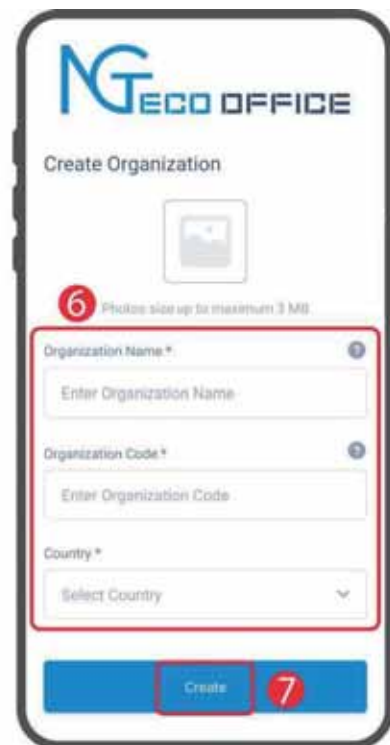 NGTECO OFFICE
Create Organization
6
Photos size up to maximum 3 MB
Organization Name * ?
Enter Organization Name
Organization Code * ?
Enter Organization Code
Country *
Select Country
Create 7